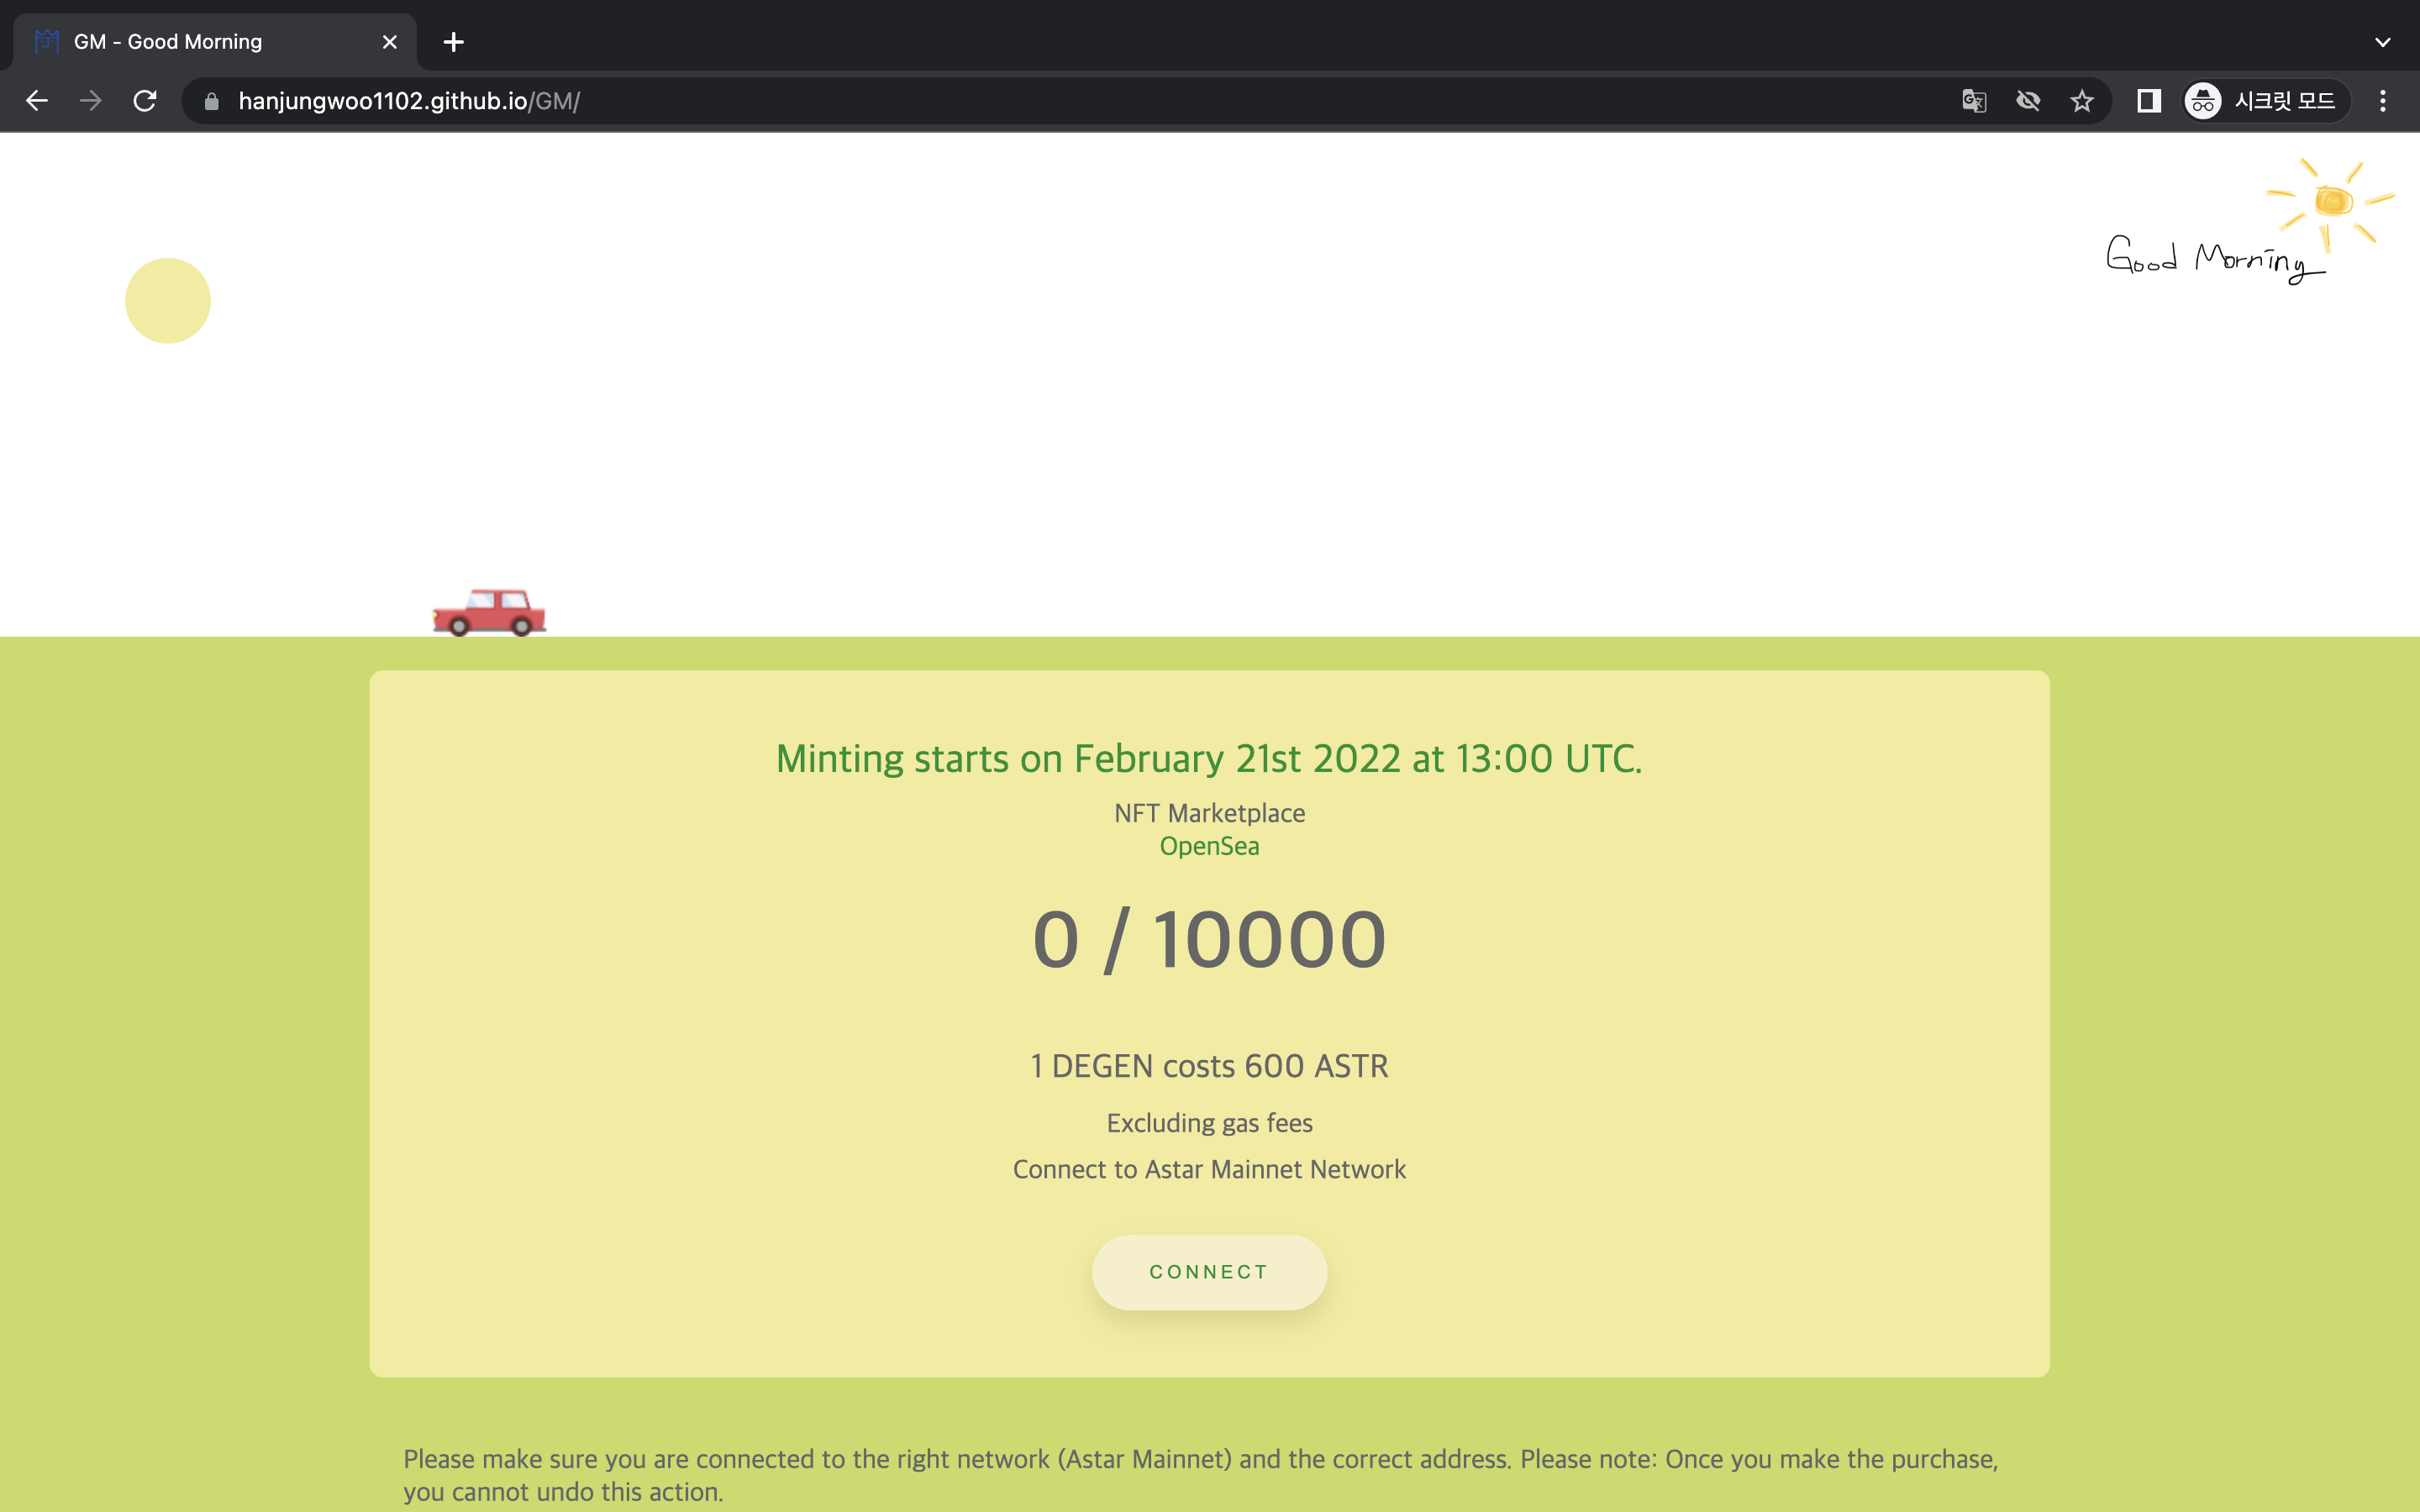 GM - Good Morning
hanjungwoo1102.github.io/GM/
시크릿 모드
Good Morning
Minting starts on February 21st 2022 at 13:00 UTC.
NFT Marketplace
OpenSea
0 / 10000
1 DEGEN costs 600 ASTR
Excluding gas fees
Connect to Astar Mainnet Network
CONNECT
Please make sure you are connected to the right network (Astar Mainnet) and the correct address. Please note: Once you make the purchase,
you cannot undo this action.